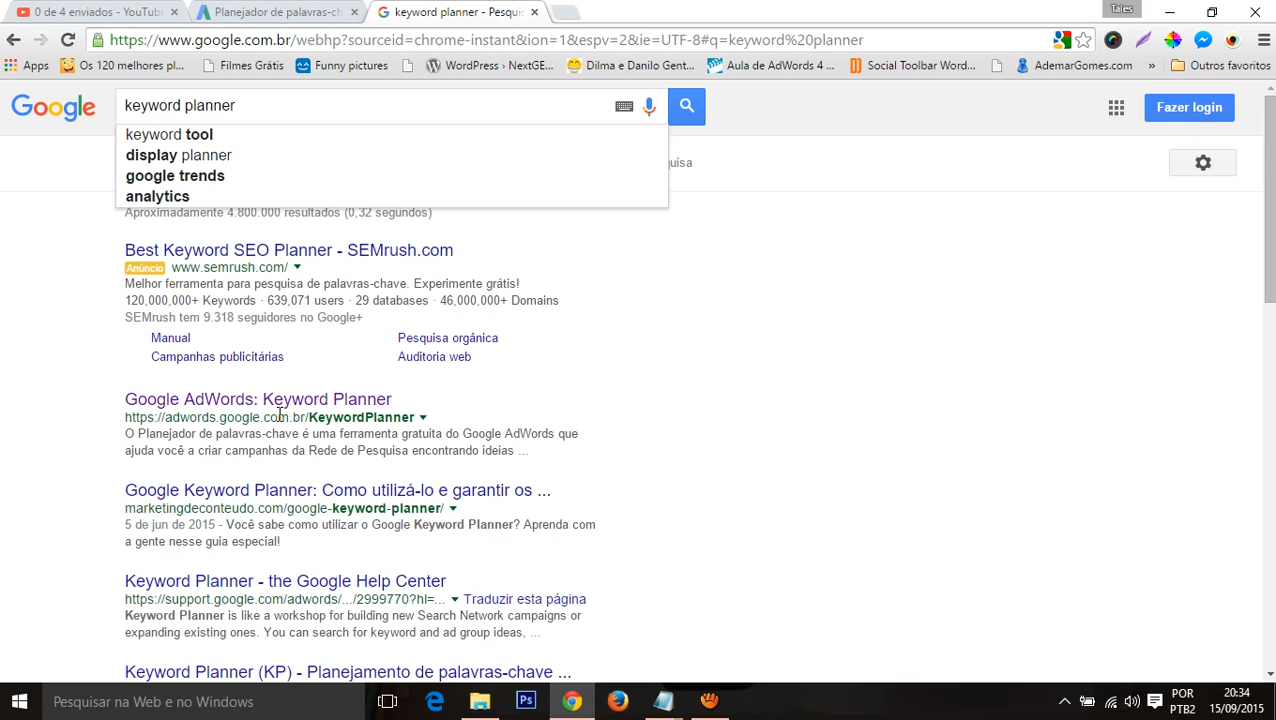 0 de 4 enviados - YouTub
Planejador de palavras-ch
keyword planner - Pesqui
Tales
https://www.google.com.br/webhp?sourceid=chrome-instant&ion=1&espv=2&ie=UTF-8#q=keyword%20planner
Apps
Os 120 melhores pl...
Filmes Grátis
Funny pictures
WordPress › NextGE...
Dilma e Danilo Gent...
Aula de AdWords 4 ...
Social Toolbar Word...
AdemarGomes.com
»
Outros favoritos
Google
keyword planner
Fazer login
keyword tool
display planner
google trends
analytics
uisa
Aproximadamente 4.800.000 resultados (0,32 segundos)
Best Keyword SEO Planner - SEMrush.com
Anúncio www.semrush.com/
Melhor ferramenta para pesquisa de palavras-chave. Experimente grátis!
120,000,000+ Keywords · 639,071 users · 29 databases · 46,000,000+ Domains
SEMrush tem 9.318 seguidores no Google+
Manual
Pesquisa orgânica
Campanhas publicitárias
Auditoria web
Google AdWords: Keyword Planner
https://adwords.google.com.br/KeywordPlanner
O Planejador de palavras-chave é uma ferramenta gratuita do Google AdWords que
ajuda você a criar campanhas da Rede de Pesquisa encontrando ideias ...
Google Keyword Planner: Como utilizá-lo e garantir os ...
marketingdeconteudo.com/google-keyword-planner/
5 de jun de 2015 - Você sabe como utilizar o Google Keyword Planner? Aprenda com
a gente nesse guia especial!
Keyword Planner - the Google Help Center
https://support.google.com/adwords/.../2999770?hl=... Traduzir esta página
Keyword Planner is like a workshop for building new Search Network campaigns or
expanding existing ones. You can search for keyword and ad group ideas, ...
Keyword Planner (KP) - Planejamento de palavras-chave ...
Pesquisar na Web e no Windows
Ps
POR
PTB2
20:34
15/09/2015